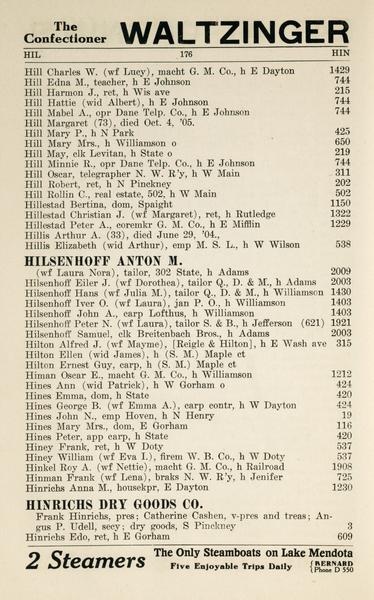 The
Confectioner WALTZINGER
HIL 176 HIN
Hill Charles W. (wf Lucy), macht G. M. Co., h E Dayton 1429
Hill Edna M., teacher, h E Johnson 744
Hill Harmon J., ret, h Wis ave 215
Hill Hattie (wid Albert), h E Johnson 744
Hill Mabel A., opr Dane Telp. Co., h E Johnson 744
Hill Margaret (73), died Oct. 4, '05.
Hill Mary P., h N Park 425
Hill Mary Mrs., h Williamson o 650
Hill May, elk Levitan, h State o 219
Hill Minnie R., opr Dane Telp. Co., h E Johnson 744
Hill Oscar, telegrapher N W. R'y, h W Main 311
Hill Robert, ret, h N Pinckney 202
Hill Rollin C., real estate, 502, h W Main 502
Hillestad Bertina, dom, Spaight 1150
Hillestad Christian J. (wf Margaret), ret, h Rutledge 1322
Hillestad Peter A., coremkr G. M. Co., h E Mifflin 1229
Hillis Arthur A. (33), died June 29, '04.,
Hillis Elizabeth (wid Arthur), emp M. S. L., h W Wilson 538
HILSENHOFF ANTON M.
(wf Laura Nora), tailor, 302 State, h Adams 2009
Hilsenhoff Eiler J. (wf Dorothea), tailor Q., D. & M., h Adams 2003
Hilsenhoff Hans (wf Julia M.), tailor Q., D. & M., h Williamson 1430
Hilsenhoff Iver O. (wf Laura), jan P. O., h Williamson 1403
Hilsenhoff John A., carp Lofthus, h Williamson 1403
Hilsenhoff Peter N. (wf Laura), tailor S. & B., h Jefferson (621) 1921
Hilsenhoff Samuel, clk Breitenbach Bros., h Adams 2003
Hilton Alfred J. (wf Mayme), [Reigle & Hilton], h E Wash ave 315
Hilton Ellen (wid James), h (S. M.) Maple ct
Hilton Ernest Guy, carp, h (S. M.) Maple ct
Himan Oscar E., macht G. M. Co., h Williamson 1212
Hines Ann (wid Patrick), h W Gorham o 424
Hines Emma, dom, h State 420
Hines George B. (wf Emma A.), carp contr, h W Dayton 424
Hines John N., emp Hoven, h N Henry 19
Hines Mary Mrs., dom, E Gorham 116
Hines Peter, app carp, h State 420
Hiney Frank, ret, h W Doty 537
Hiney William (wf Eva I.), firem W. B. Co., h W Doty 537
Hinkel Roy A. (wf Nettie), macht G. M. Co., h Railroad 1908
Hinman Frank (wf Lena), braks N. W. R'y, h Jenifer 725
Hinrichs Anna M., housekpr, E Dayton 1230
HINRICHS DRY GOODS CO.
Frank Hinrichs, pres; Catherine Cashen, v-pres and treas; An-
gus P. Udell, secy; dry goods, S Pinckney 3
Hinrichs Edo, ret, h E Gorham 609
2 Steamers The Only Steamboats on Lake Mendota
Five Enjoyable Trips Daily { BERNARD
Phone D 550